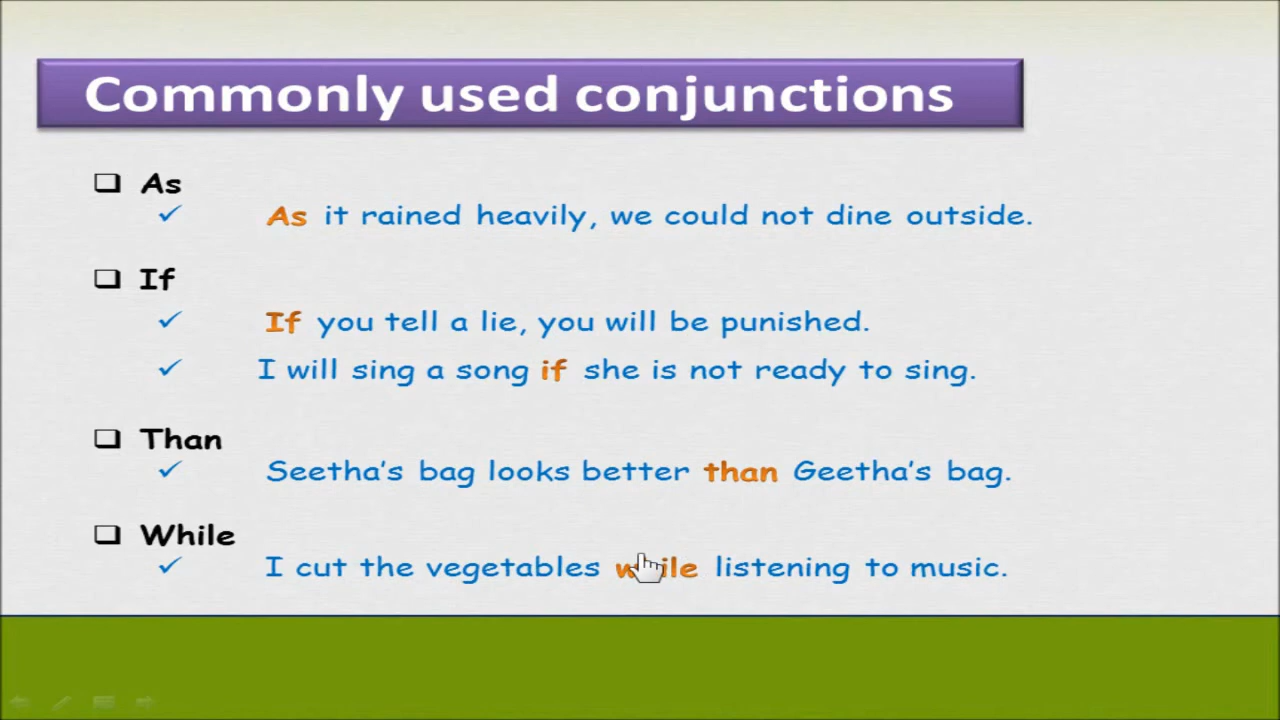 Commonly used conjunctions
As
As it rained heavily, we could not dine outside.
If
If you tell a lie, you will be punished.
I will sing a song if she is not ready to sing.
Than
Seetha's bag looks better than Geetha's bag.
While
I cut the vegetables while listening to music.